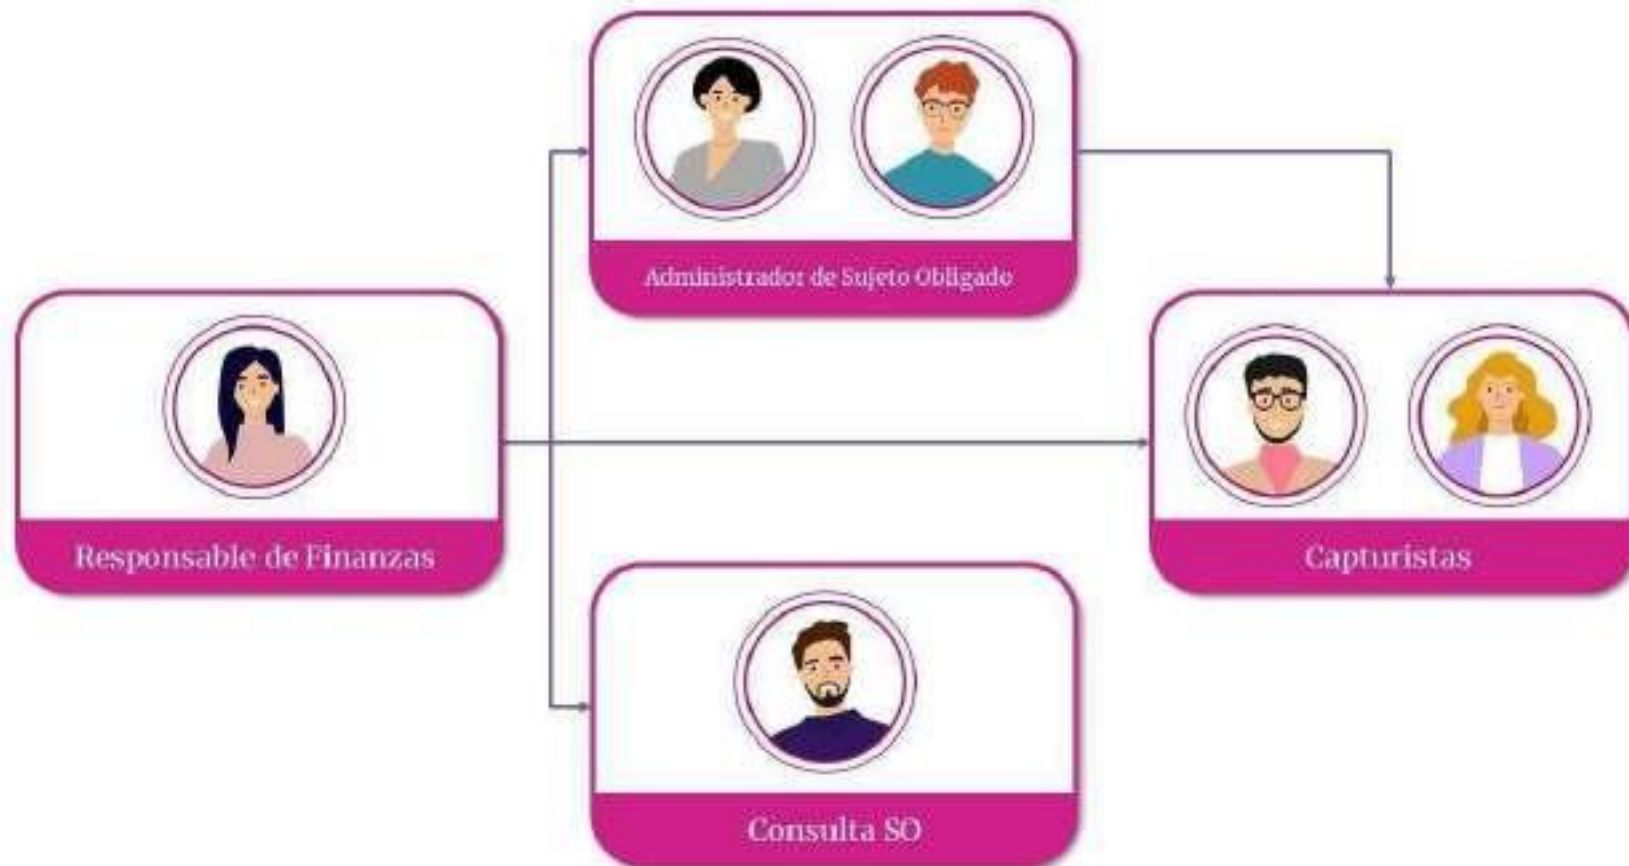 Administrador de Sujeto Obligado
Responsable de Finanzas
Capturistas
Consulta SO